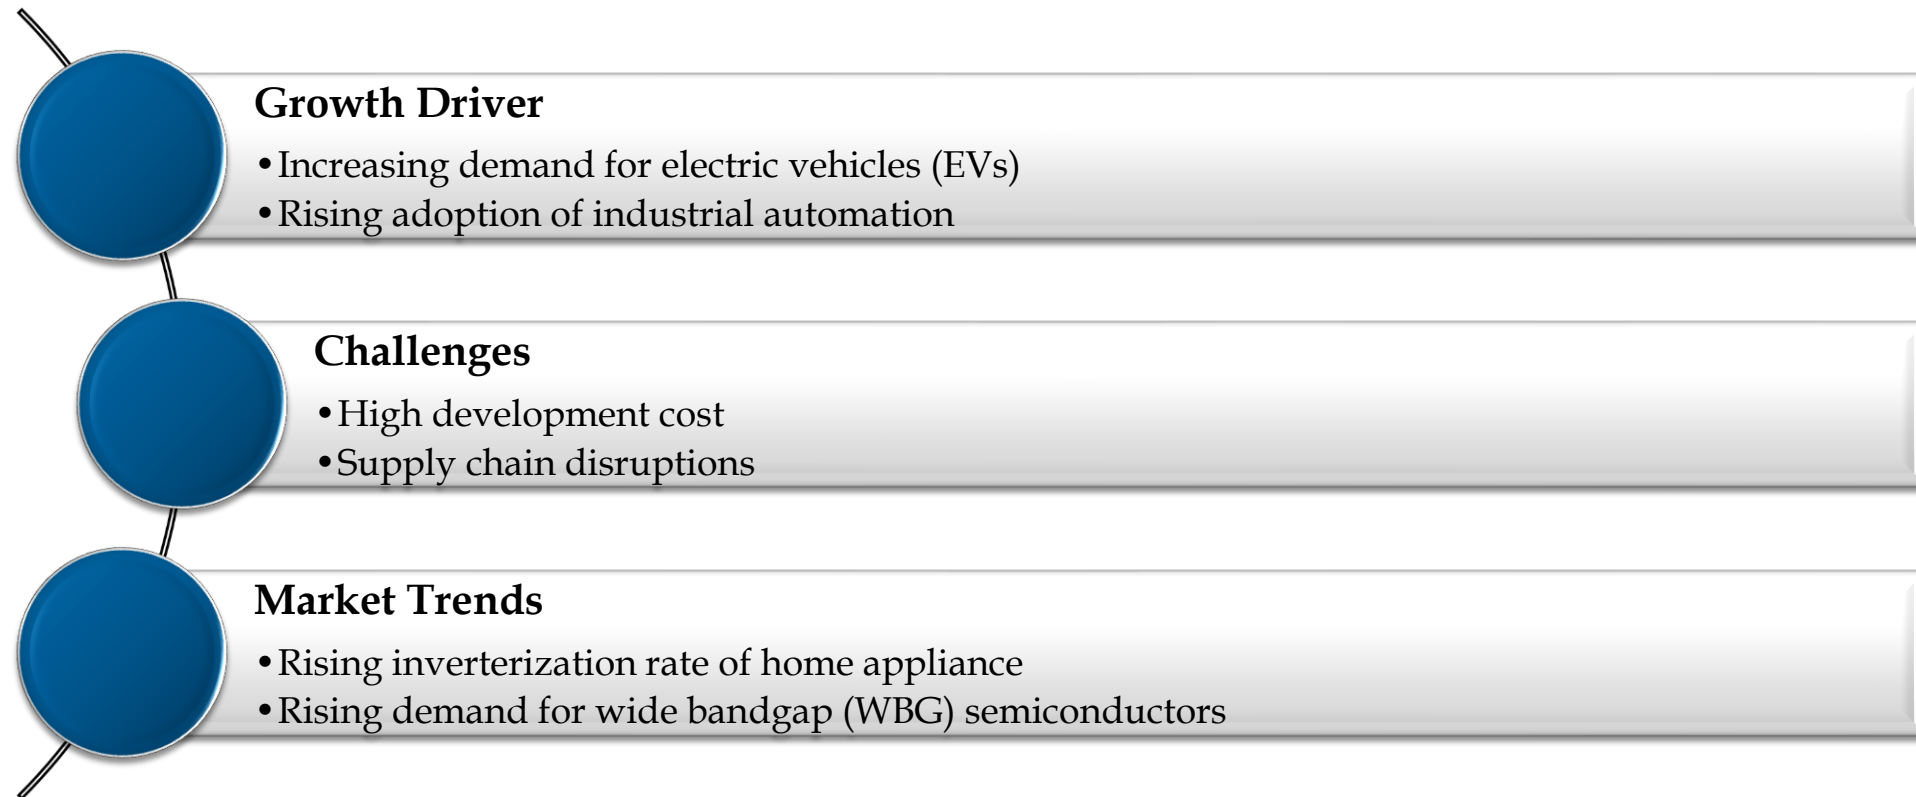 Growth Driver
•Increasing demand for electric vehicles (EVs)
•Rising adoption of industrial automation
Challenges
•High development cost
•Supply chain disruptions
Market Trends
•Rising inverterization rate of home appliance
•Rising demand for wide bandgap (WBG) semiconductors